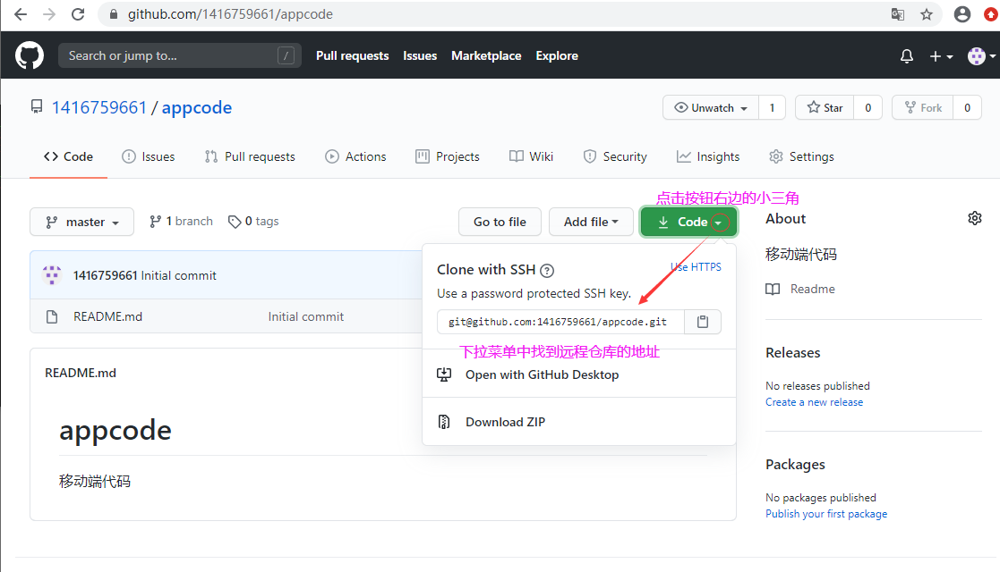 github.com/1416759661/appcode
Search or jump to...
/
Pull requests
Issues
Marketplace
Explore
1416759661 / appcode
Unwatch
1
Star
0
Fork
0
Code
Issues
Pull requests
Actions
Projects
Wiki
Security
Insights
Settings
点击按钮右边的小三角
master
1 branch
0 tags
Go to file
Add file
Code
About
移动端代码
Readme
1416759661 Initial commit
README.md
Initial commit
Clone with SSH
Use HTTPS
Use a password protected SSH key.
git@github.com:1416759661/appcode.git
下拉菜单中找到远程仓库的地址
Open with GitHub Desktop
Download ZIP
README.md
appcode
移动端代码
Releases
No releases published
Create a new release
Packages
No packages published
Publish your first package